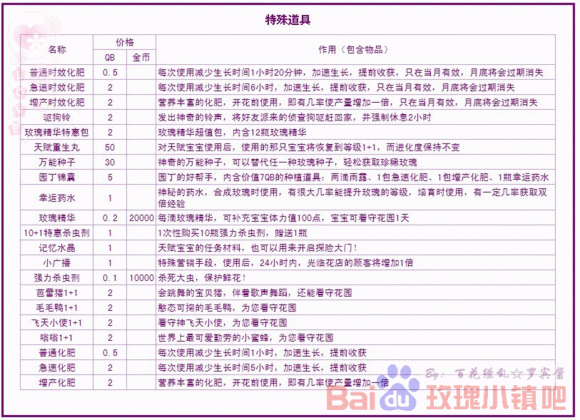 特殊道具
名称 价格 作用（包含物品）
QB 金币
普通时效化肥 0.5 每次使用减少生长时间1小时20分钟，加速生长，提前收获，只在当月有效，月底将会过期消失
急速时效化肥 2 每次使用减少生长时间6小时，加速生长，提前收获，只在当月有效，月底将会过期消失
增产时效化肥 2 营养丰富的化肥，开花前使用，即有几率使产量增加一倍，只在当月有效，月底将会过期消失
驱狗铃 2 发出神奇的铃声，将好友派来的侦查狗驱赶回家，并强制休息2小时
玫瑰精华特惠包 2 玫瑰精华超值包，内含12瓶玫瑰精华
天赋重生丸 50 对天赋宝宝使用后，使用的那只宝宝将恢复到等级1+1，而进化度保持不变
万能种子 30 神奇的万能种子，可以替代任一种玫瑰种子，轻松获取珍稀玫瑰
园丁锦囊 5 园丁的好帮手，内含价值7QB的种植道具：两滴雨露、1包急速化肥、1包增产化肥、1瓶幸运药水
幸运药水 1 神秘的药水，合成玫瑰时使用，有很大几率能提升玫瑰的等级，培育时使用，有一定几率获取双
倍经验
玫瑰精华 0.2 20000 每滴玫瑰精华，可补充宝宝体力值100点，宝宝可看守花园1天
10+1特惠杀虫剂 1 1次性购买10瓶强力杀虫剂，赠送1瓶
记忆水晶 1 天赋宝宝的任务材料，也可以用来开启探险大门！
小广播 1 特殊营销手段，使用后，24小时内，光临花店的顾客将增加1倍
强力杀虫剂 0.1 10000 杀死大虫，保护鲜花！
芭蕾猪1+1 2 会跳舞的宝贝猪，伴着歌声舞蹈，还能看守花园
毛毛鸭1+1 2 憨态可掬的毛毛鸭，为您看守花园
飞天小使1+1 2 看守神飞天小使，为您看守花园
嗡嗡1+1 2 世界上最可爱勤劳的小蜜蜂，为您看守花园
普通化肥 0.5 每次使用减少生长时间1小时，加速生长，提前收获
急速化肥 2 每次使用减少生长时间5小时，加速生长，提前收获
增产化肥 2 营养丰富的化肥，开花前使用，即有几率使产量增加一倍
By: 百花缭乱☆罗宾酱
Baidu玫瑰小镇吧